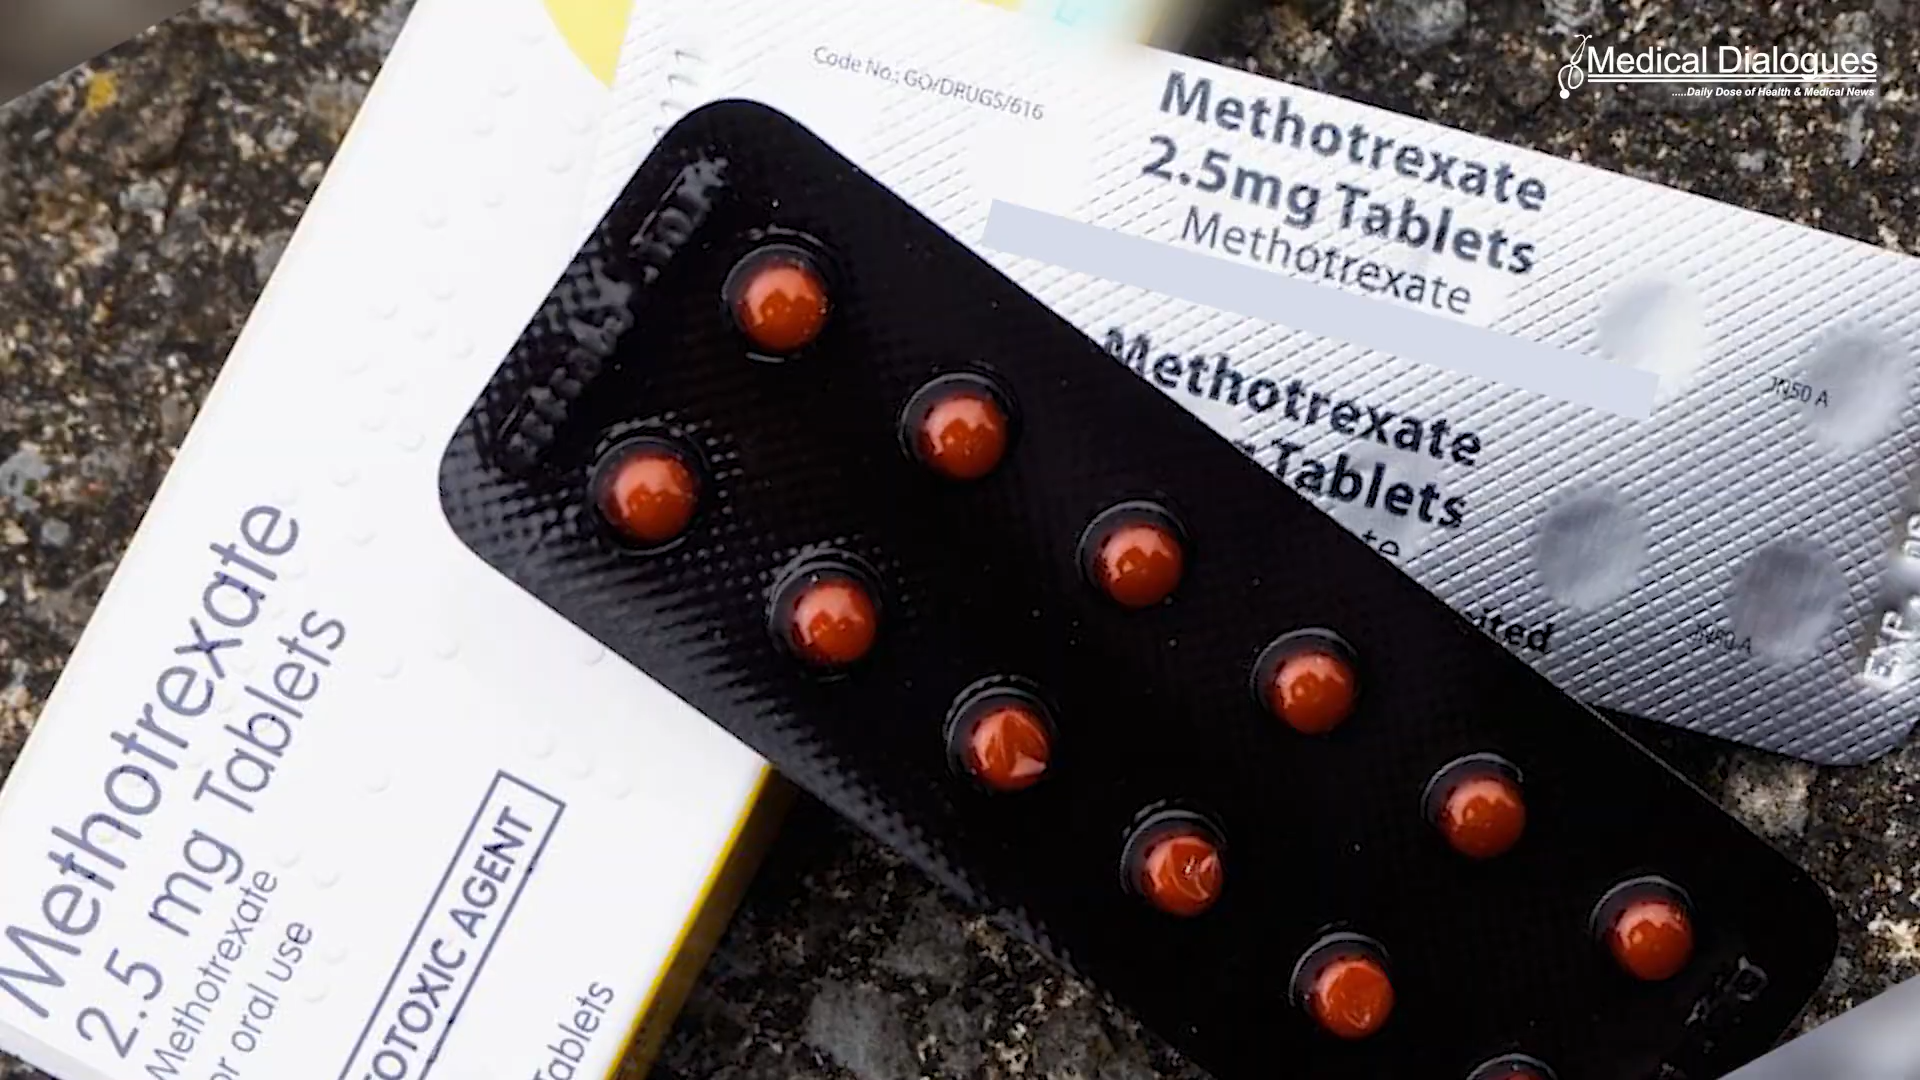 Medical Dialogues
.....Daily Dose of Health & Medical News
Code No.: GO/DRUGS/616
Methotrexate
2.5mg Tablets
Methotrexate
Methotrexate
Tablets
JN50 A
EXP.
Methotrexate
2.5 mg Tablets
Methotrexate
oral use
AGENT
Tablets